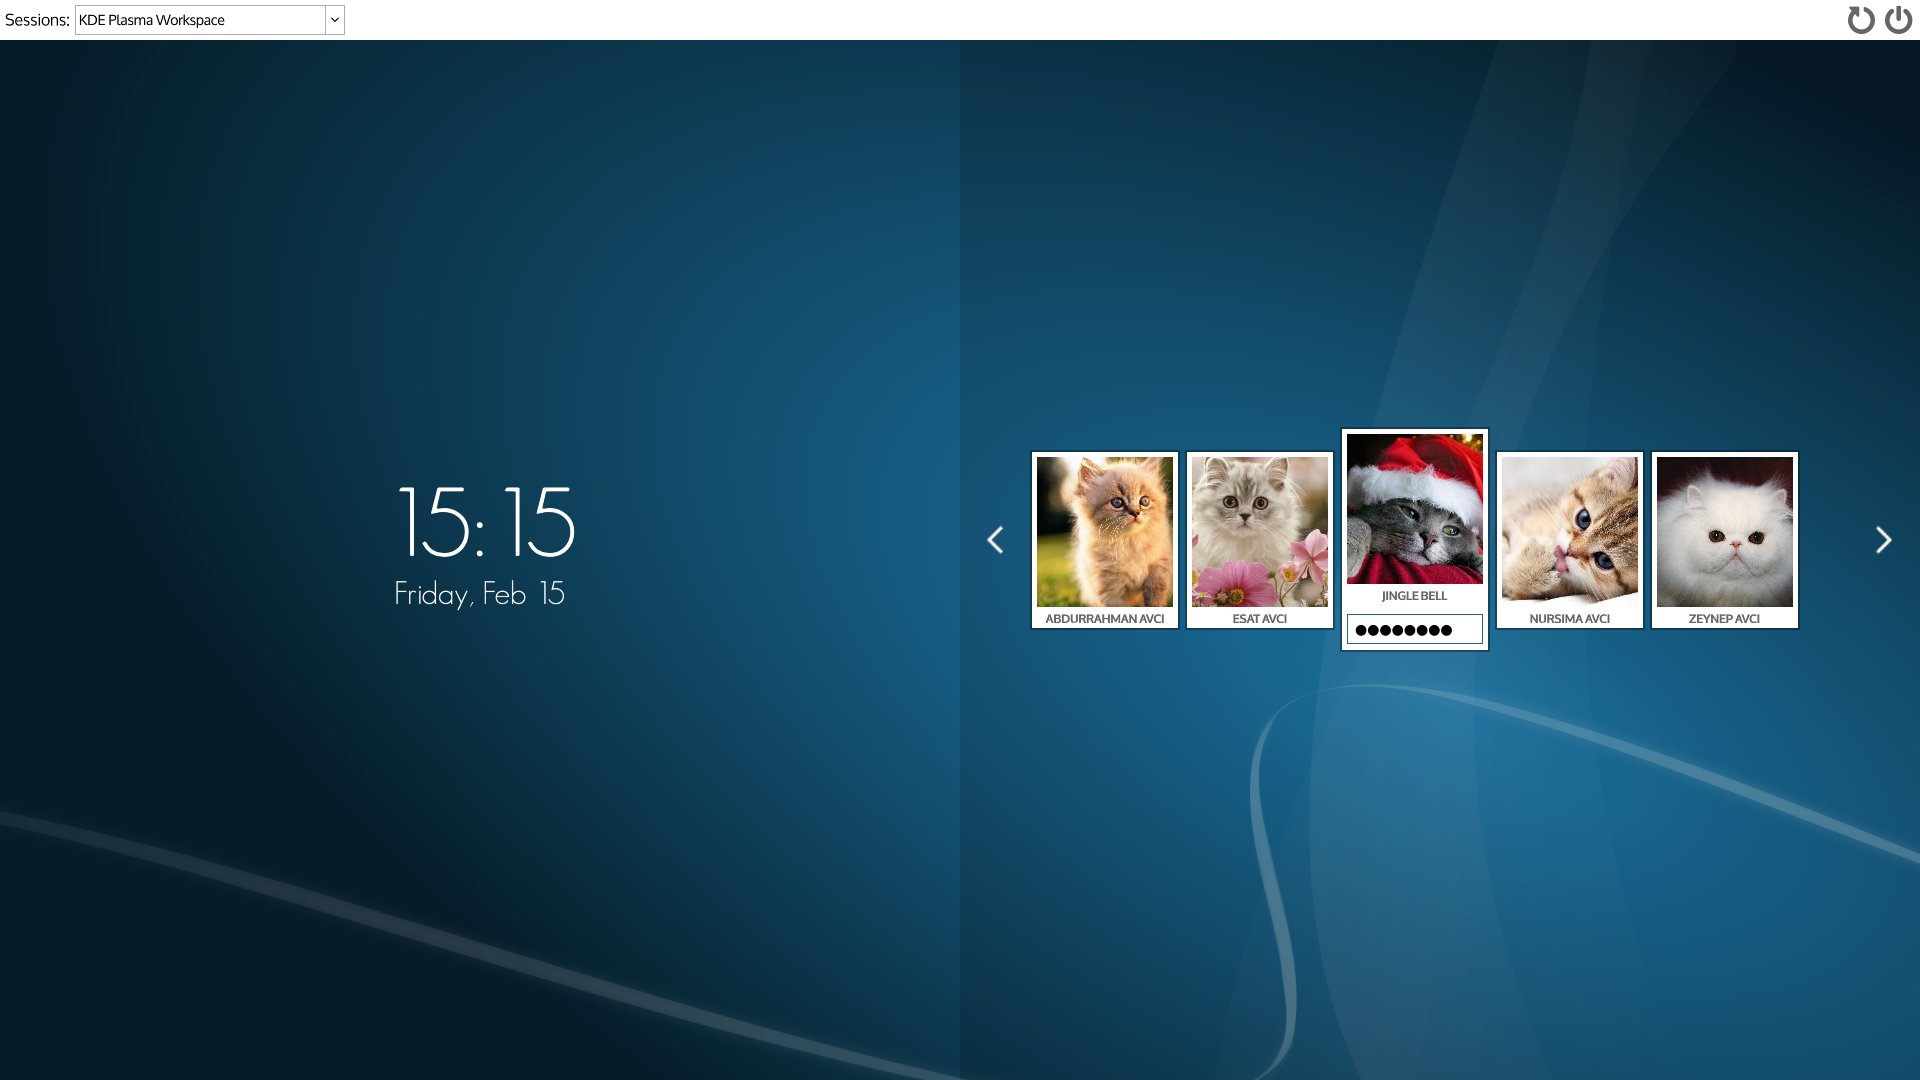 Sessions: KDE Plasma Workspace
15: 15
Friday, Feb 15
ABDURRAHMAN AVCI
ESAT AVCI
JINGLE BELL
NURSIMA AVCI
ZEYNEP AVCI